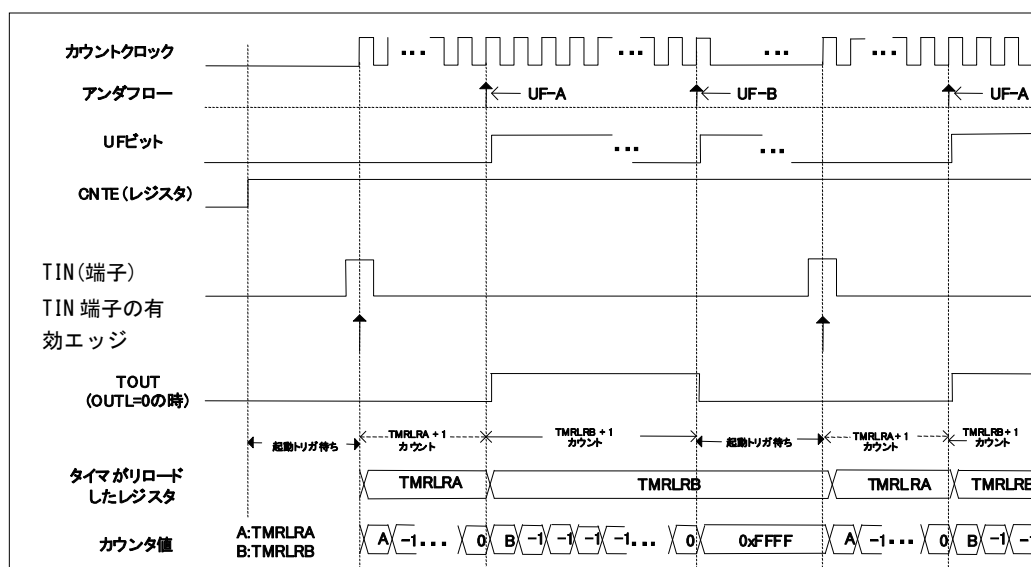 カウントクロック
アンダフロー
UF-A
UF-B
UF-A
UFビット
CNTE(レジスタ)
TIN(端子)
TIN 端子の有
効エッジ
TOUT
(OUTL=0の時)
起動トリガ待ち
TMRLRA + 1
カウント
TMRLRB + 1
カウント
起動トリガ待ち
TMRLRA+1
カウント
TMRLRB+1
カウント
タイマがリロード
したレジスタ
TMRLRA
TMRLRB
TMRLRA
TMRLRB
カウンタ値
A:TMRLRA
B:TMRLRB
A -1 ... 0 B -1 -1 -1 -1 ... 0 0xFFFF A -1 ... 0 B -1 -1